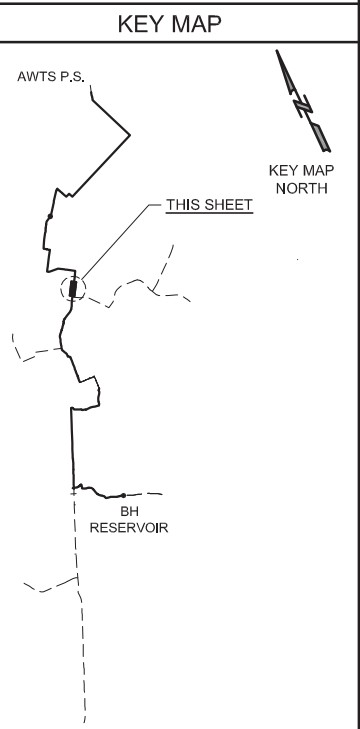 KEY MAP
AWTS P.S.
KEY MAP
NORTH
THIS SHEET
BH
RESERVOIR